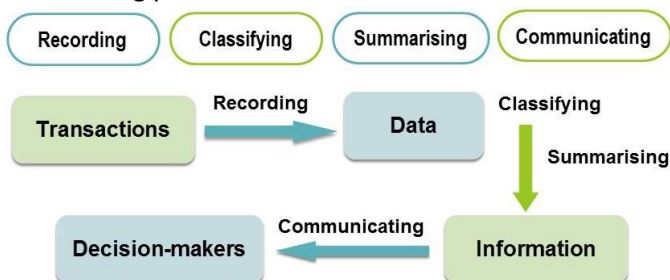 Recording
Classifying
Summarising
Communicating
Transactions
Recording
Data
Classifying
Summarising
Decision-makers
Communicating
Information